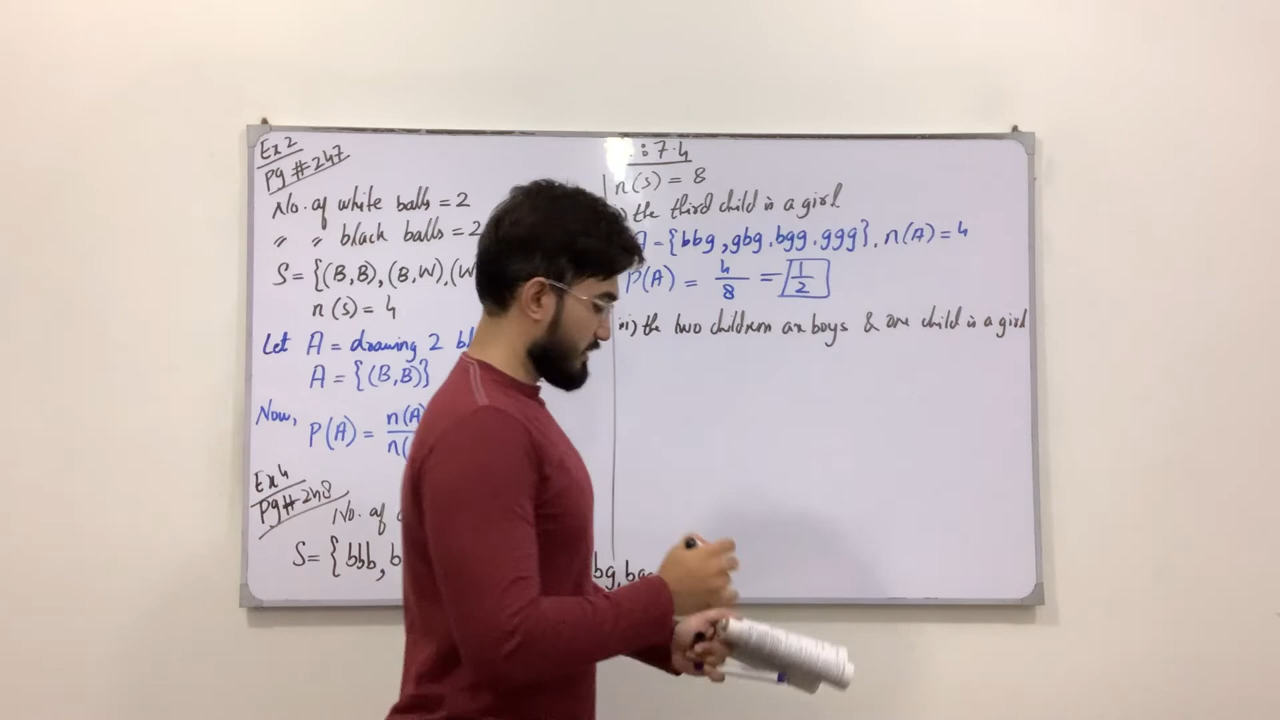 Ex 2
Pg # 247
No. of white balls = 2
〃 〃 black balls = 2
S = {(B,B), (B,W), (W
n(s) = 4
Let A = drawing 2 bl
A = {(B,B)}
Now, P(A) = n(A)/n(
Ex 4
Pg # 248
No. of
S = {bbb, b
bg, bg
: 7.4
n(s) = 8
) the third child is a girl
A = {bbg, gbg, bgg, ggg}, n(A) = 4
P(A) = 4/8 = 1/2
iii) the two children are boys & one child is a girl